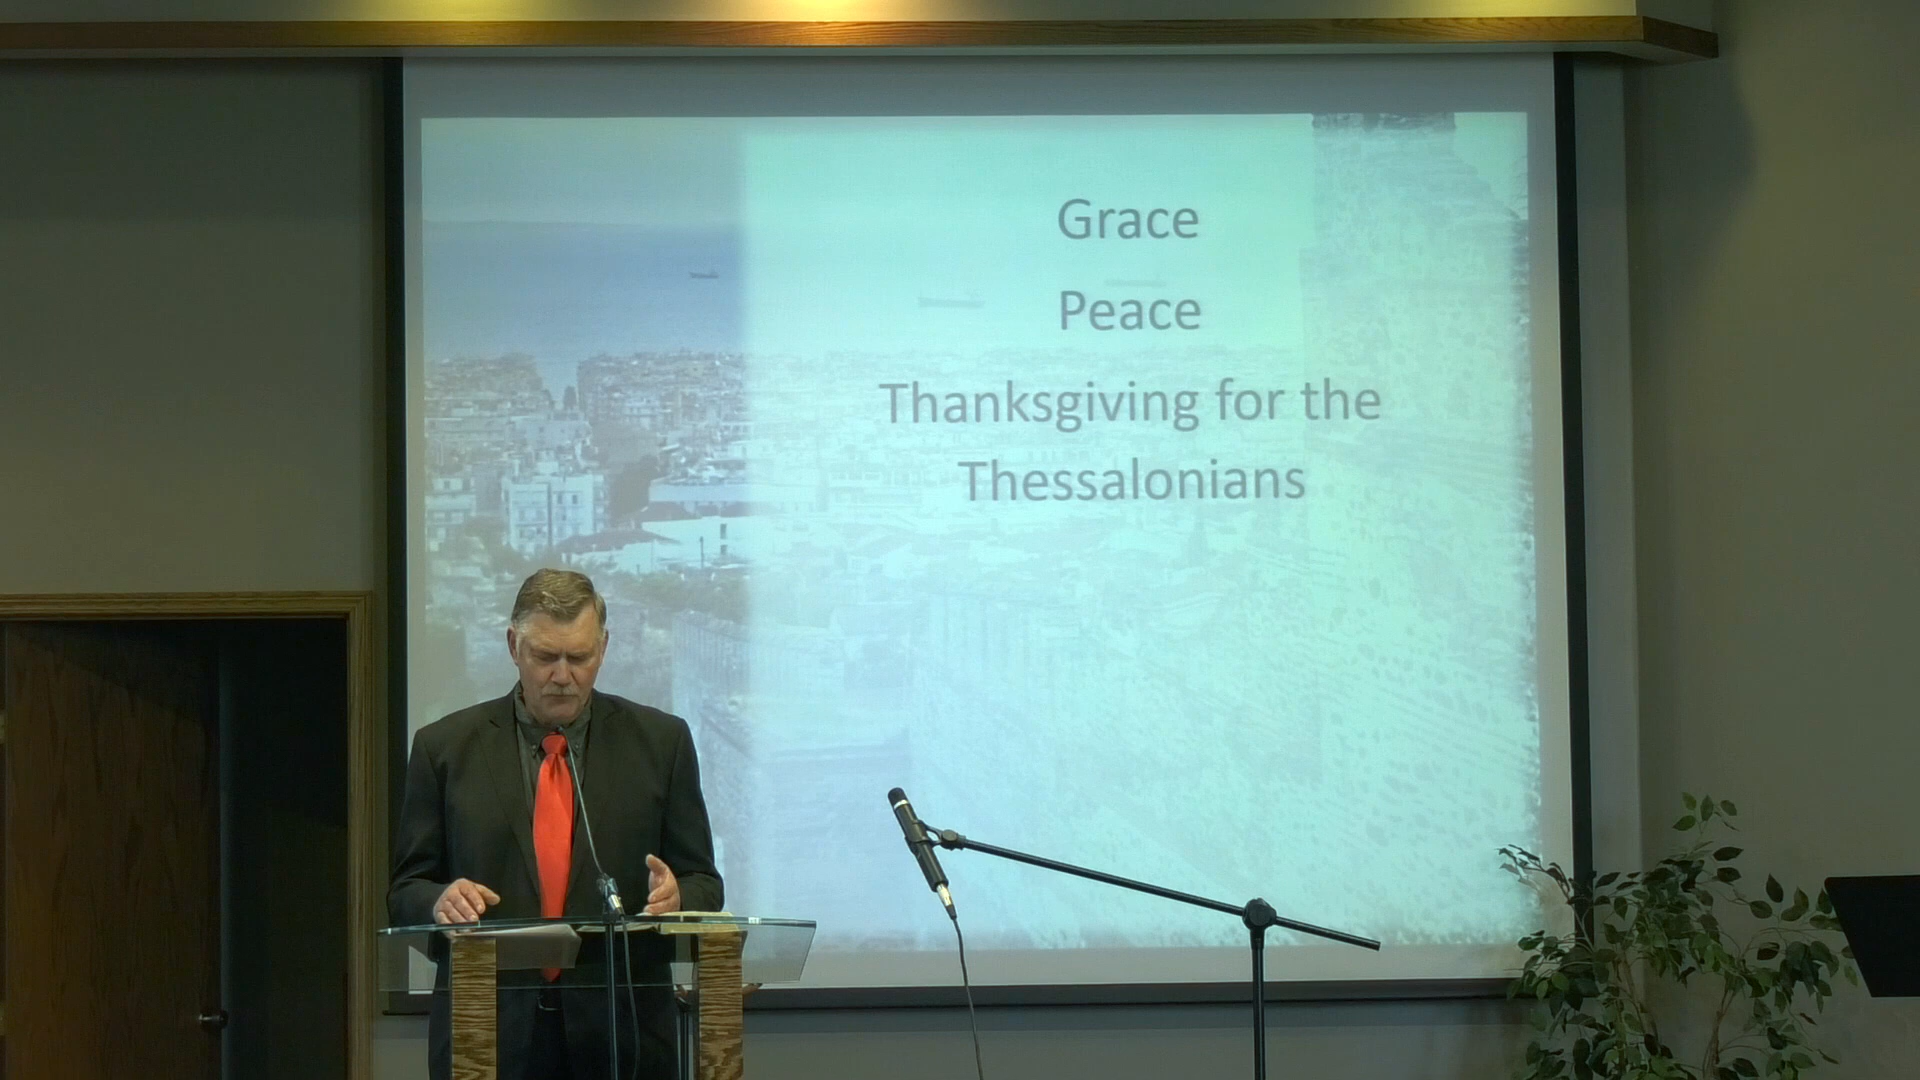 Grace
Peace
Thanksgiving for the
Thessalonians